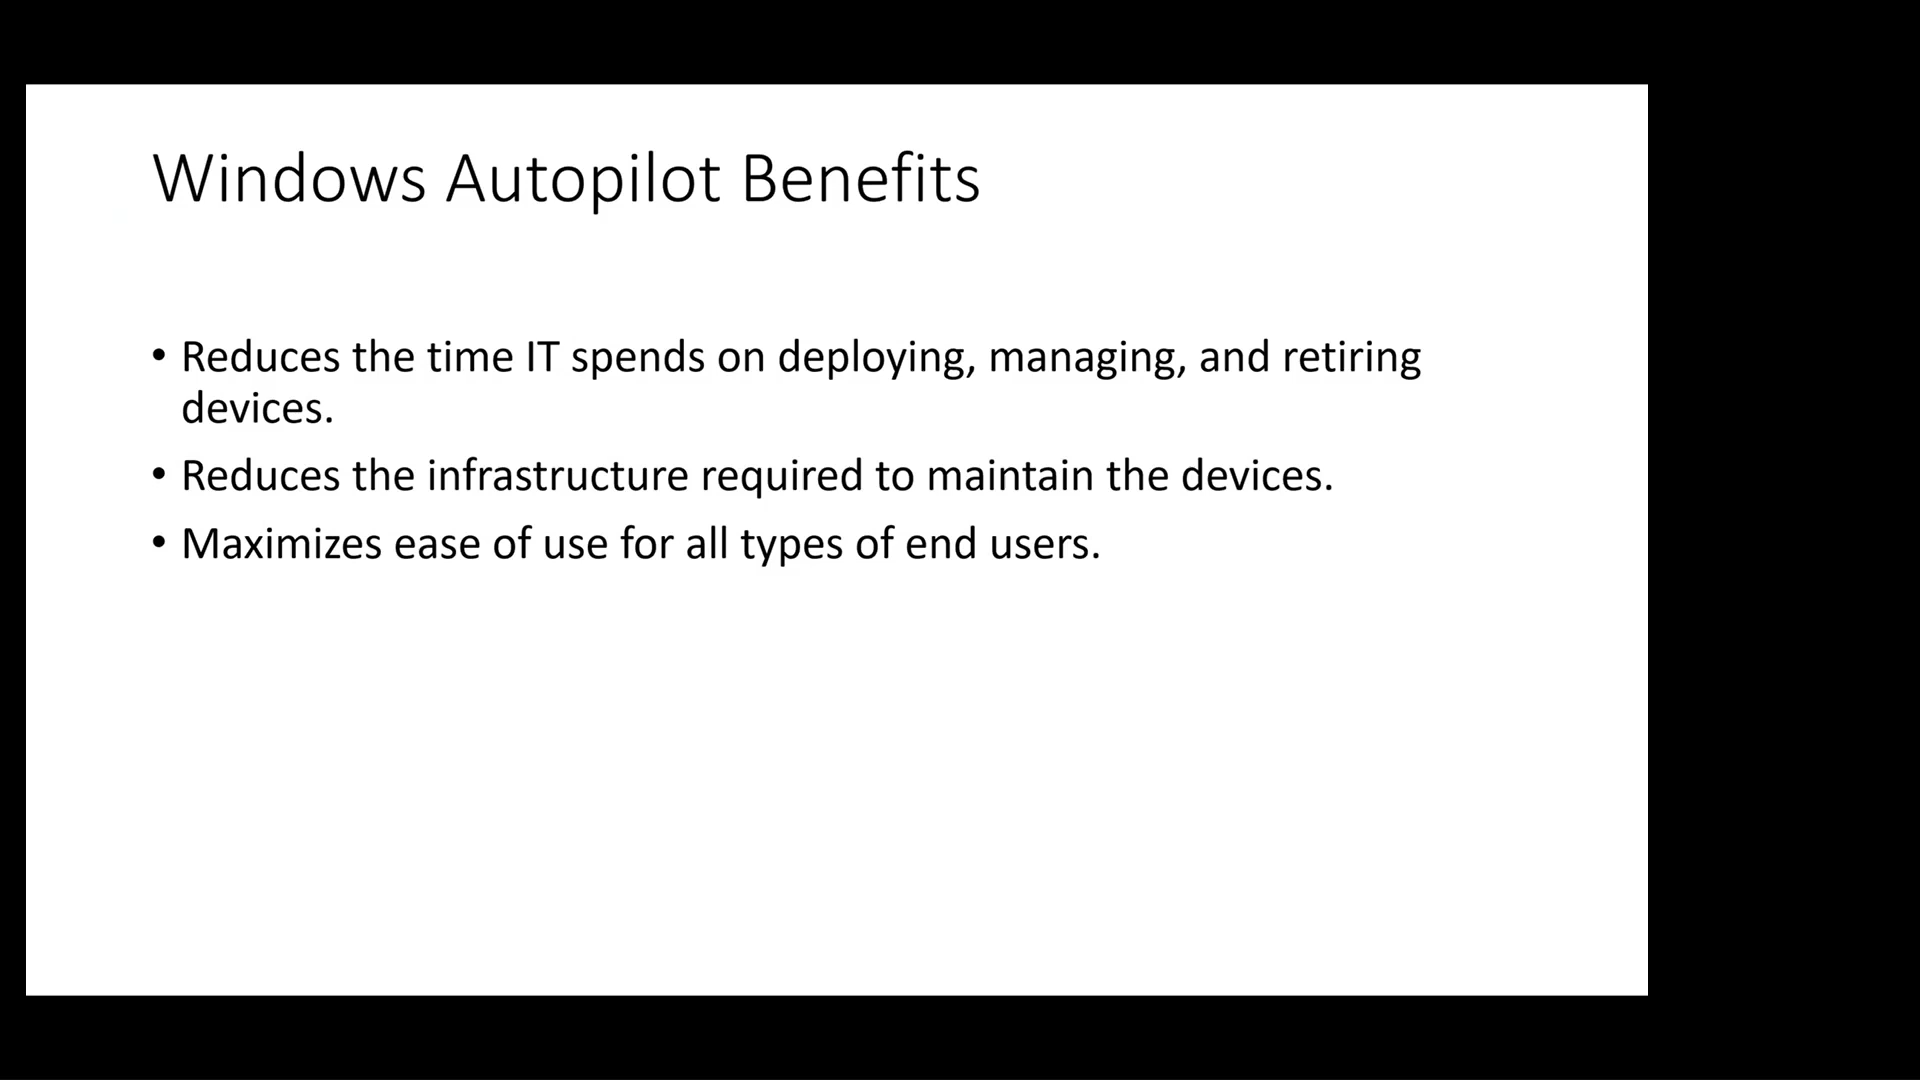 Windows Autopilot Benefits
• Reduces the time IT spends on deploying, managing, and retiring
devices.
• Reduces the infrastructure required to maintain the devices.
• Maximizes ease of use for all types of end users.